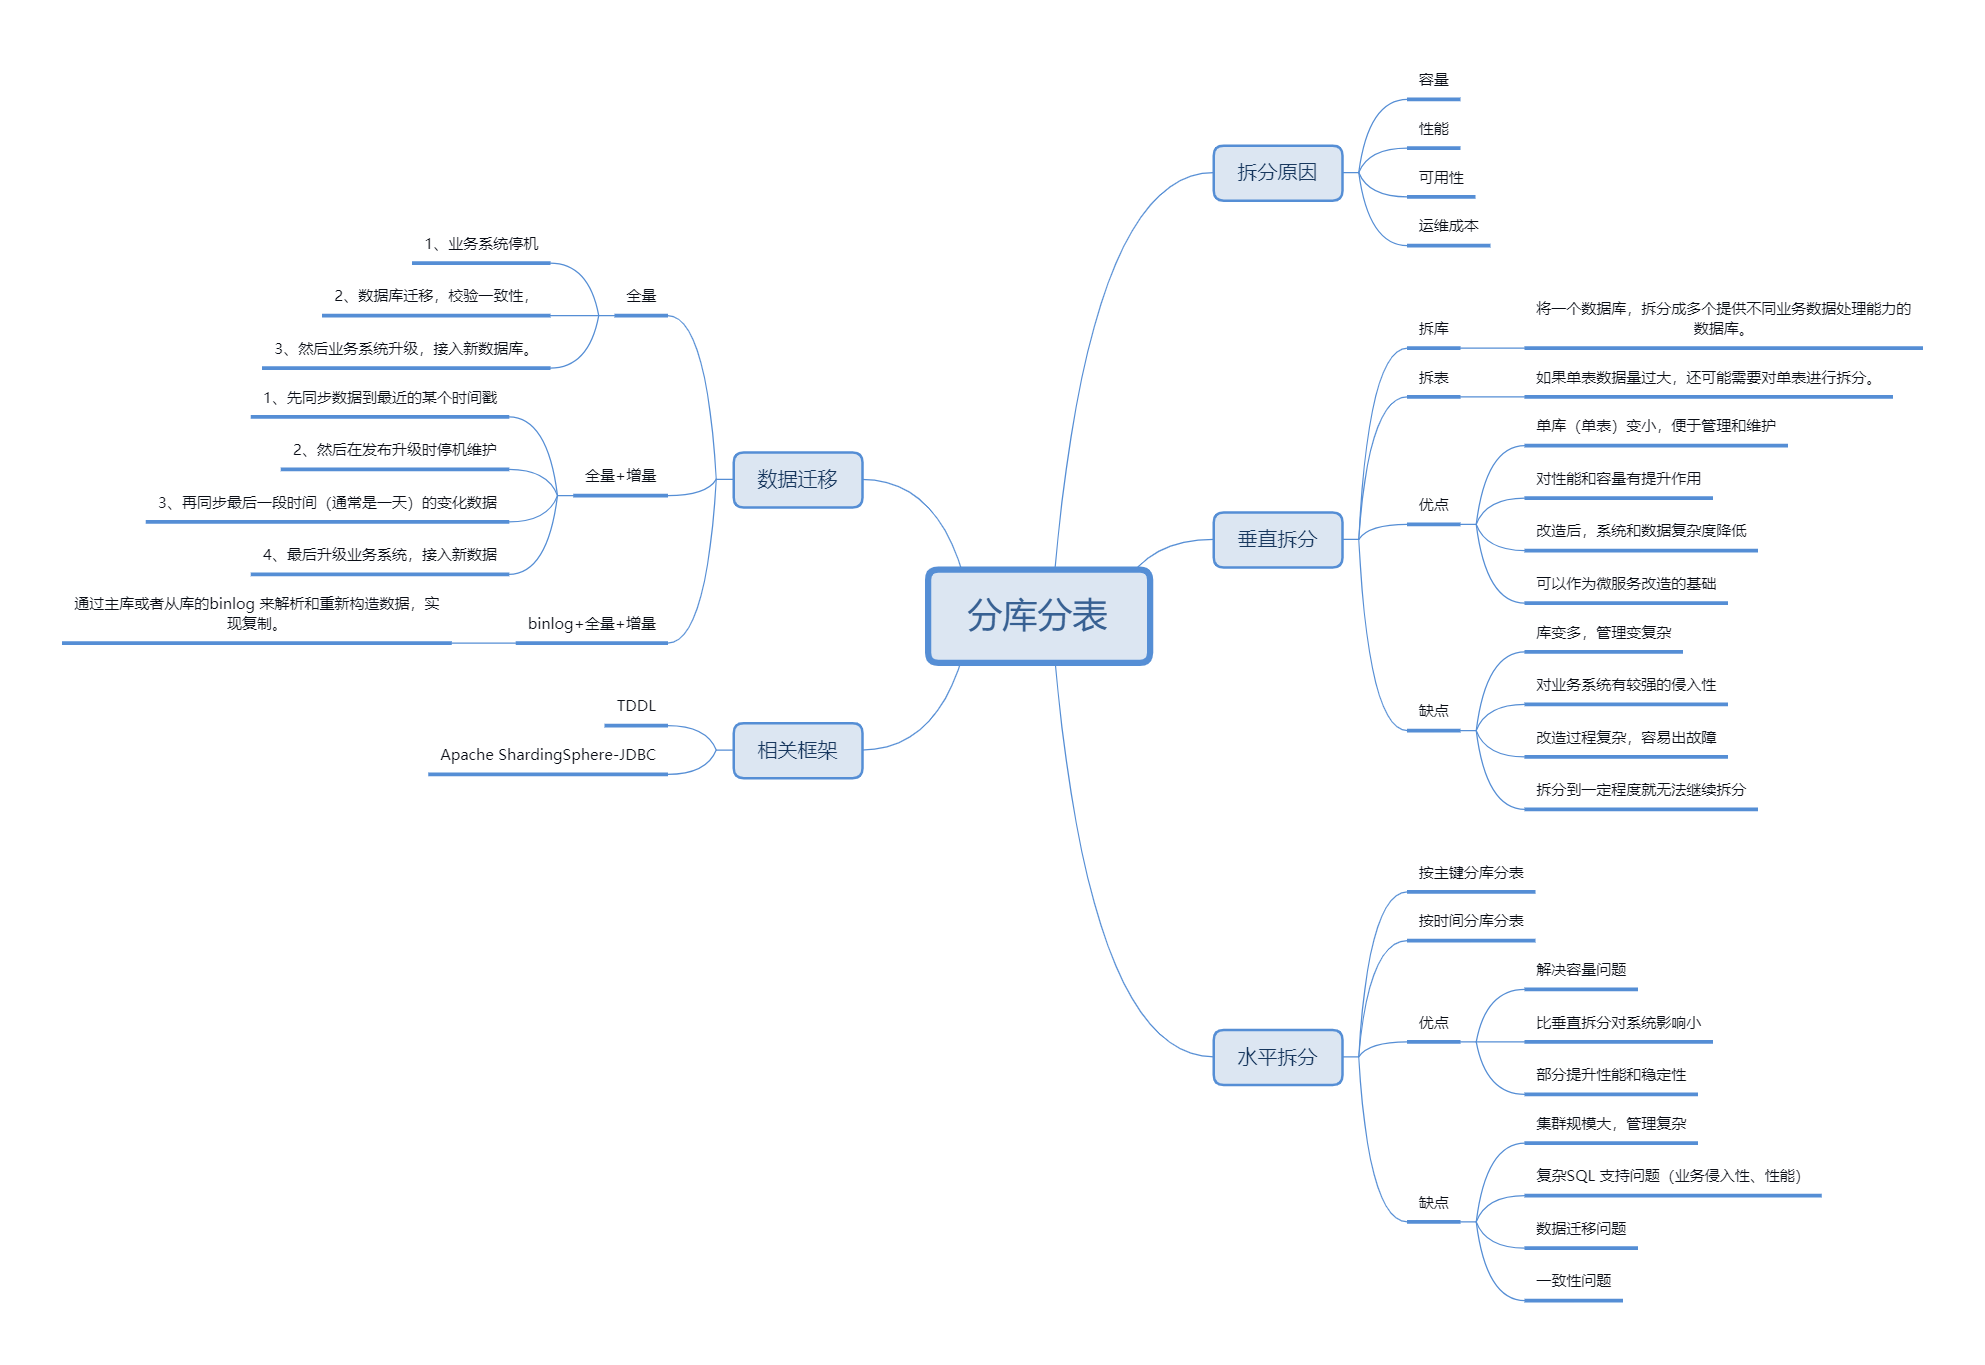 分库分表
拆分原因
容量
性能
可用性
运维成本
垂直拆分
拆库
将一个数据库，拆分成多个提供不同业务数据处理能力的
数据库。
拆表
如果单表数据量过大，还可能需要对单表进行拆分。
优点
单库（单表）变小，便于管理和维护
对性能和容量有提升作用
改造后，系统和数据复杂度降低
可以作为微服务改造的基础
缺点
库变多，管理变复杂
对业务系统有较强的侵入性
改造过程复杂，容易出故障
拆分到一定程度就无法继续拆分
水平拆分
按主键分库分表
按时间分库分表
优点
解决容量问题
比垂直拆分对系统影响小
部分提升性能和稳定性
缺点
集群规模大，管理复杂
复杂SQL 支持问题（业务侵入性、性能）
数据迁移问题
一致性问题
数据迁移
全量
1、业务系统停机
2、数据库迁移，校验一致性，
3、然后业务系统升级，接入新数据库。
全量+增量
1、先同步数据到最近的某个时间戳
2、然后在发布升级时停机维护
3、再同步最后一段时间（通常是一天）的变化数据
4、最后升级业务系统，接入新数据
binlog+全量+增量
通过主库或者从库的binlog 来解析和重新构造数据，实
现复制。
相关框架
TDDL
Apache ShardingSphere-JDBC